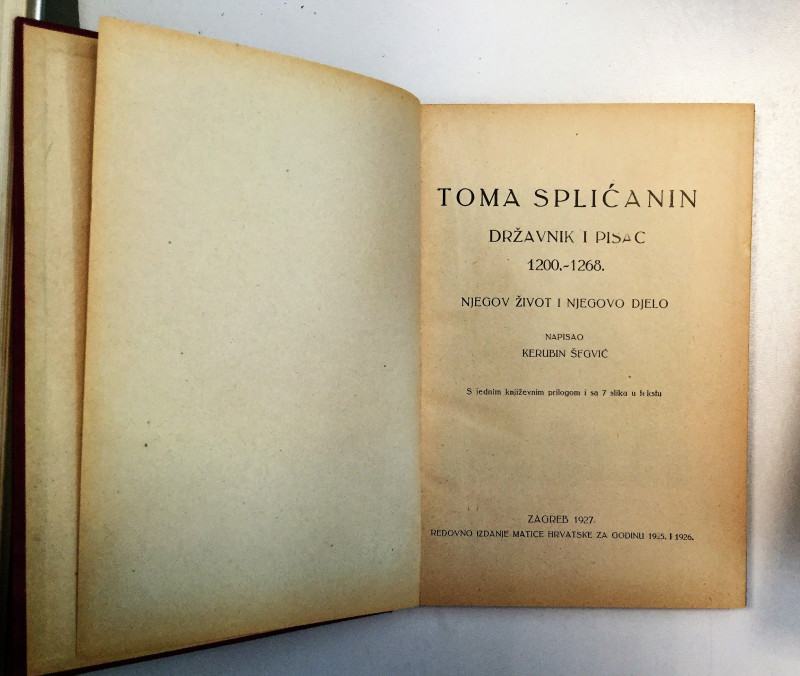 TOMA SPLIĆANIN
DRŽAVNIK I PISAC
1200.-1268.
NJEGOV ŽIVOT I NJEGOVO DJELO
NAPISAO
KERUBIN ŠEGVIĆ
S jednim književnim prilogom i sa 7 slika u tekstu
ZAGREB 1927.
REDOVNO IZDANJE MATICE HRVATSKE ZA GODINU 1925. I 1926.